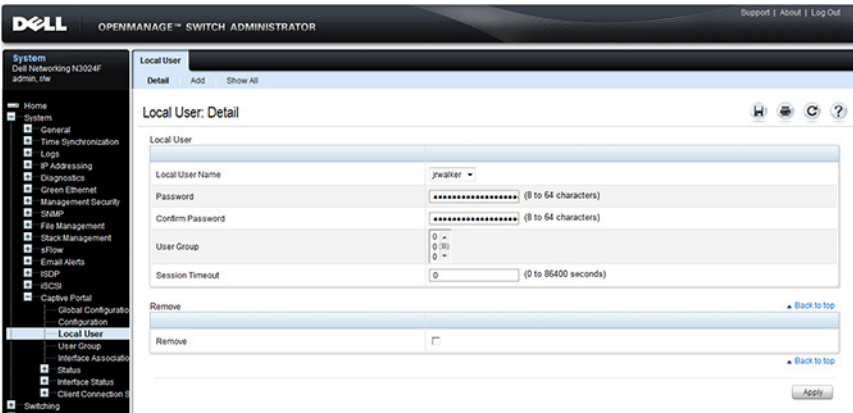 Support | About | Log Out
DELL OPENMANAGE™ SWITCH ADMINISTRATOR
System
Dell Networking N3024F
admin, r/w
Home
System
General
Time Synchronization
Logs
IP Addressing
Diagnostics
Green Ethernet
Management Security
SNMP
File Management
Stack Management
sFlow
Email Alerts
ISDP
iSCSI
Captive Portal
Global Configuratio
Configuration
Local User
User Group
Interface Associatio
Status
Interface Status
Client Connection S
Switching
Local User
Detail Add Show All
Local User: Detail
Local User
Local User Name jrwalker
Password (8 to 64 characters)
Confirm Password (8 to 64 characters)
User Group 0 0 0
Session Timeout 0 (0 to 86400 seconds)
Back to top
Remove
Remove
Back to top
Apply